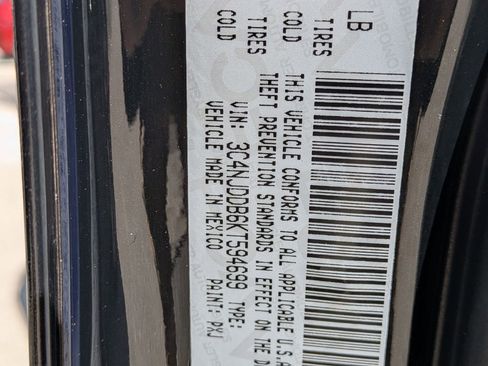 LB
TIRES
COLD
THIS VEHICLE CONFORMS TO ALL APPLICABLE U.S.A
THEFT PREVENTION STANDARDS IN EFFECT ON THE D
VIN: 3C4NJDDB6KT594699 TYPE:
VEHICLE MADE IN MEXICO PAINT: PXJ
TIRES
COLD